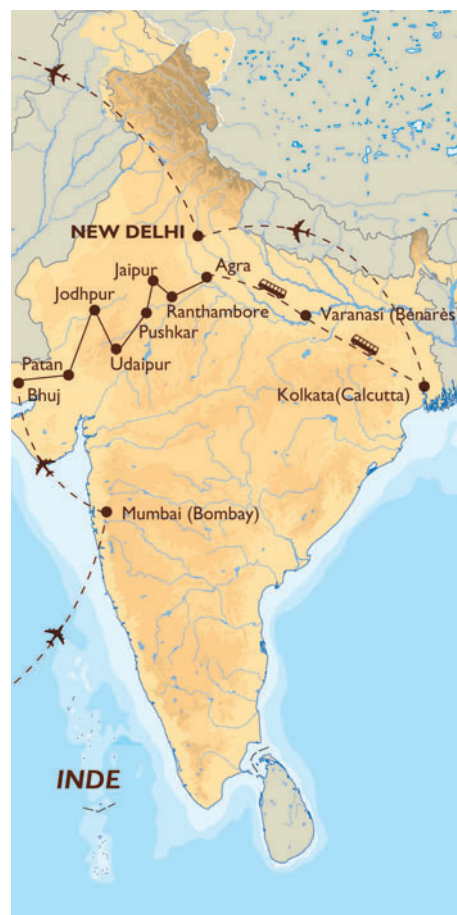 NEW DELHI
Jaipur
Agra
Jodhpur
Ranthambore
Varanasi (Bénarès)
Pushkar
Patan
Udaipur
Bhuj
Kolkata(Calcutta)
Mumbai (Bombay)
INDE